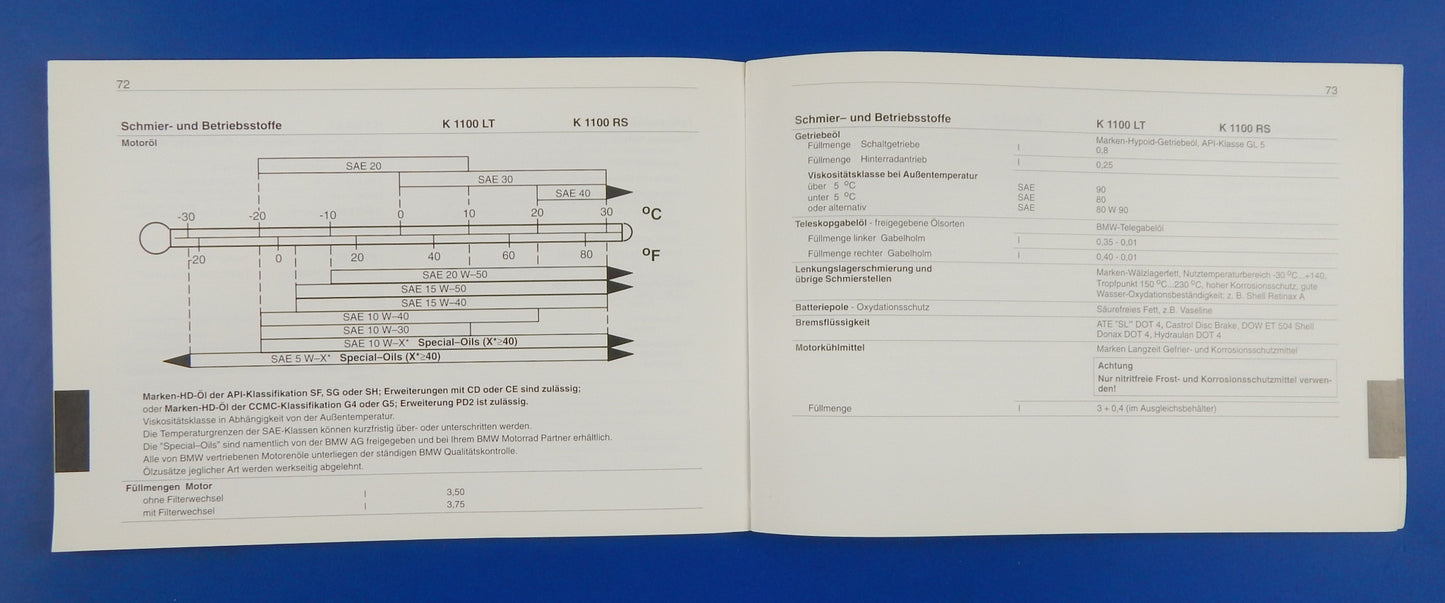 72
Schmier- und Betriebsstoffe K 1100 LT K 1100 RS
Motoröl
SAE 20
SAE 30
SAE 40
-30 -20 -10 0 10 20 30 °C
-20 0 20 40 60 80 °F
SAE 20 W–50
SAE 15 W–50
SAE 15 W–40
SAE 10 W–40
SAE 10 W–30
SAE 10 W–X* Special–Oils (X*≥40)
SAE 5 W–X* Special–Oils (X*≥40)
Marken-HD-Öl der API-Klassifikation SF, SG oder SH; Erweiterungen mit CD oder CE sind zulässig;
oder Marken-HD-Öl der CCMC-Klassifikation G4 oder G5; Erweiterung PD2 ist zulässig.
Viskositätsklasse in Abhängigkeit von der Außentemperatur.
Die Temperaturgrenzen der SAE-Klassen können kurzfristig über- oder unterschritten werden.
Die "Special–Oils" sind namentlich von der BMW AG freigegeben und bei Ihrem BMW Motorrad Partner erhältlich.
Alle von BMW vertriebenen Motorenöle unterliegen der ständigen BMW Qualitätskontrolle.
Ölzusätze jeglicher Art werden werkseitig abgelehnt.
Füllmengen Motor
ohne Filterwechsel l 3,50
mit Filterwechsel l 3,75
73
Schmier– und Betriebsstoffe K 1100 LT K 1100 RS
Getriebeöl Marken-Hypoid-Getriebeöl, API-Klasse GL 5
Füllmenge Schaltgetriebe l 0,8
Füllmenge Hinterradantrieb l 0,25
Viskositätsklasse bei Außentemperatur
über 5 °C SAE 90
unter 5 °C SAE 80
oder alternativ SAE 80 W 90
Teleskopgabelöl - freigegebene Ölsorten BMW-Telegabelöl
Füllmenge linker Gabelholm l 0,35 - 0,01
Füllmenge rechter Gabelholm l 0,40 - 0,01
Lenkungslagerschmierung und Marken-Wälzlagerfett, Nutztemperaturbereich -30 °C...+140,
übrige Schmierstellen Tropfpunkt 150 °C...230 °C, hoher Korrosionsschutz, gute
Wasser-Oxydationsbeständigkeit; z. B. Shell Retinax A
Batteriepole - Oxydationsschutz Säurefreies Fett, z.B. Vaseline
Bremsflüssigkeit ATE "SL" DOT 4, Castrol Disc Brake, DOW ET 504 Shell
Donax DOT 4, Hydraulan DOT 4
Motorkühlmittel Marken Langzeit Gefrier- und Korrosionsschutzmittel
Achtung
Nur nitritfreie Frost- und Korrosionsschutzmittel verwen-
den!
Füllmenge l 3 + 0,4 (im Ausgleichsbehälter)